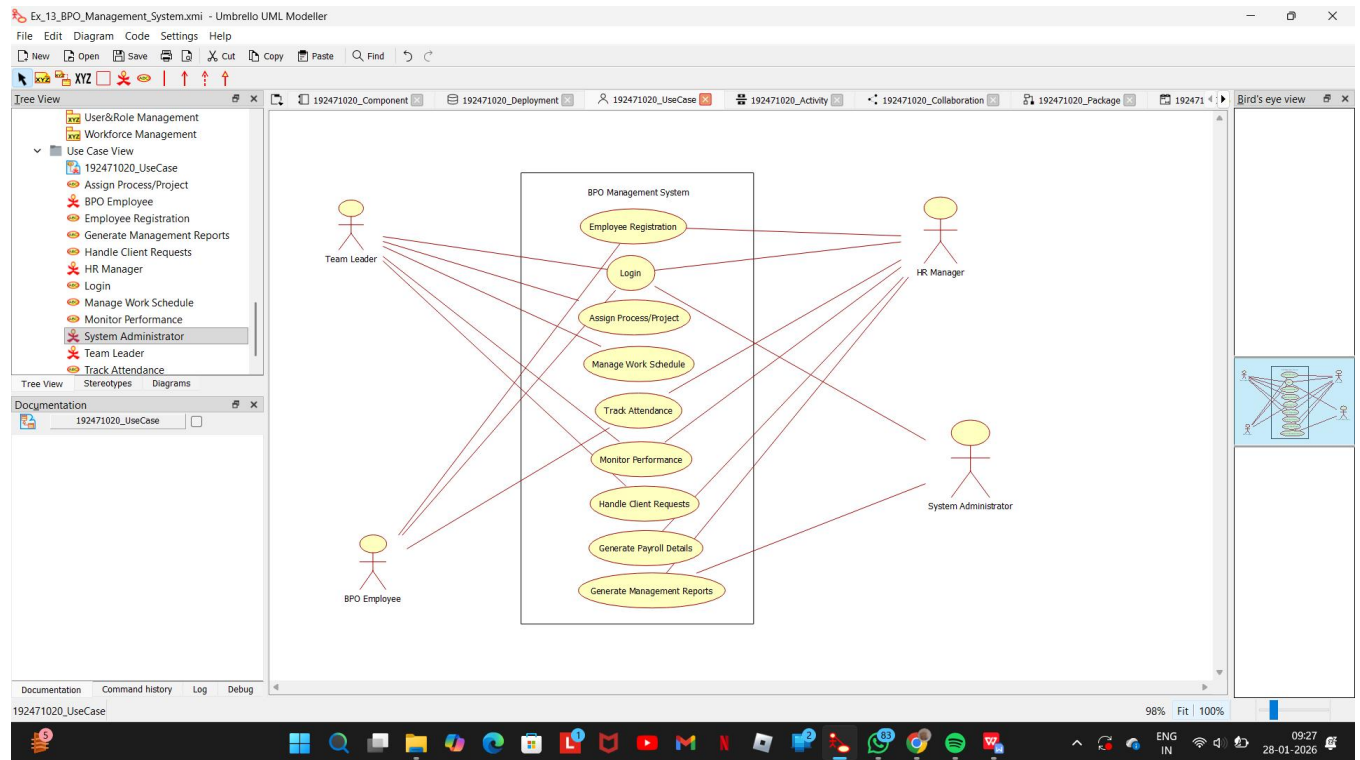 Ex_13_BPO_Management_System.xmi - Umbrello UML Modeller
File Edit Diagram Code Settings Help
New Open Save Cut Copy Paste Find
XYZ XYZ
Tree View
192471020_Component 192471020_Deployment 192471020_UseCase 192471020_Activity 192471020_Collaboration 192471020_Package 192471
Bird's eye view
User&Role Management
Workforce Management
Use Case View
192471020_UseCase
Assign Process/Project
BPO Employee
Employee Registration
Generate Management Reports
Handle Client Requests
HR Manager
Login
Manage Work Schedule
Monitor Performance
System Administrator
Team Leader
Track Attendance
Tree View Stereotypes Diagrams
Documentation
192471020_UseCase
Documentation Command history Log Debug
BPO Management System
Employee Registration
Team Leader
Login
HR Manager
Assign Process/Project
Manage Work Schedule
Track Attendance
Monitor Performance
Handle Client Requests
System Administrator
Generate Payroll Details
Generate Management Reports
BPO Employee
192471020_UseCase
98% Fit 100%
5
2
83
ENG
IN
09:27
28-01-2026